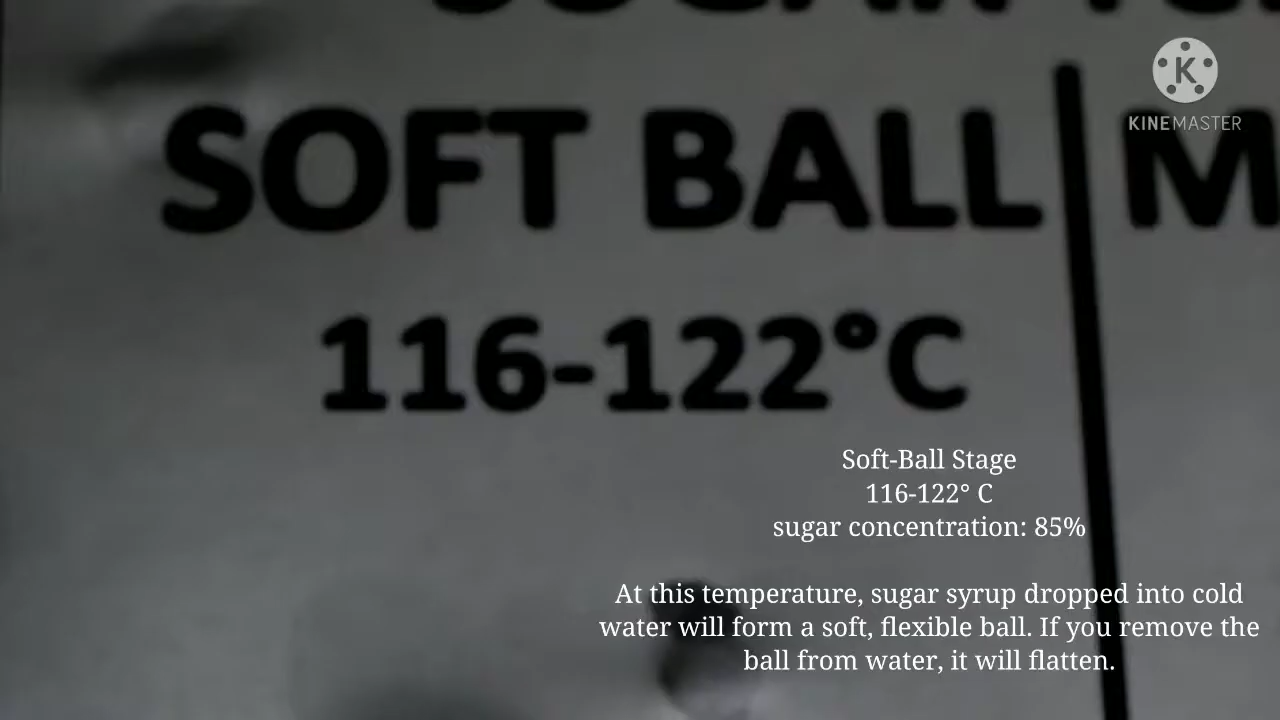 SOFT BALL
116-122°C
KINEMASTER
Soft-Ball Stage
116-122° C
sugar concentration: 85%
At this temperature, sugar syrup dropped into cold
water will form a soft, flexible ball. If you remove the
ball from water, it will flatten.